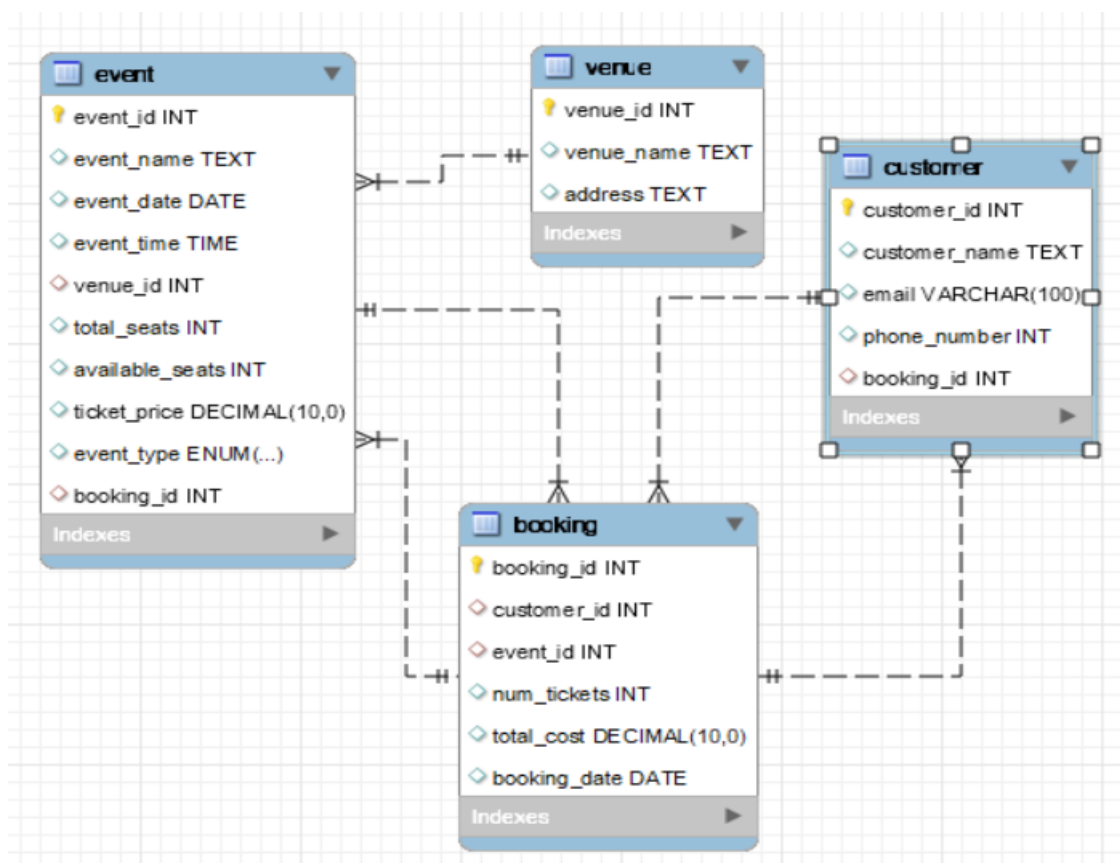 event
event_id INT
event_name TEXT
event_date DATE
event_time TIME
venue_id INT
total_seats INT
available_seats INT
ticket_price DECIMAL(10,0)
event_type ENUM(...)
booking_id INT
Indexes
venue
venue_id INT
venue_name TEXT
address TEXT
Indexes
customer
customer_id INT
customer_name TEXT
email VARCHAR(100)
phone_number INT
booking_id INT
Indexes
booking
booking_id INT
customer_id INT
event_id INT
num_tickets INT
total_cost DECIMAL(10,0)
booking_date DATE
Indexes